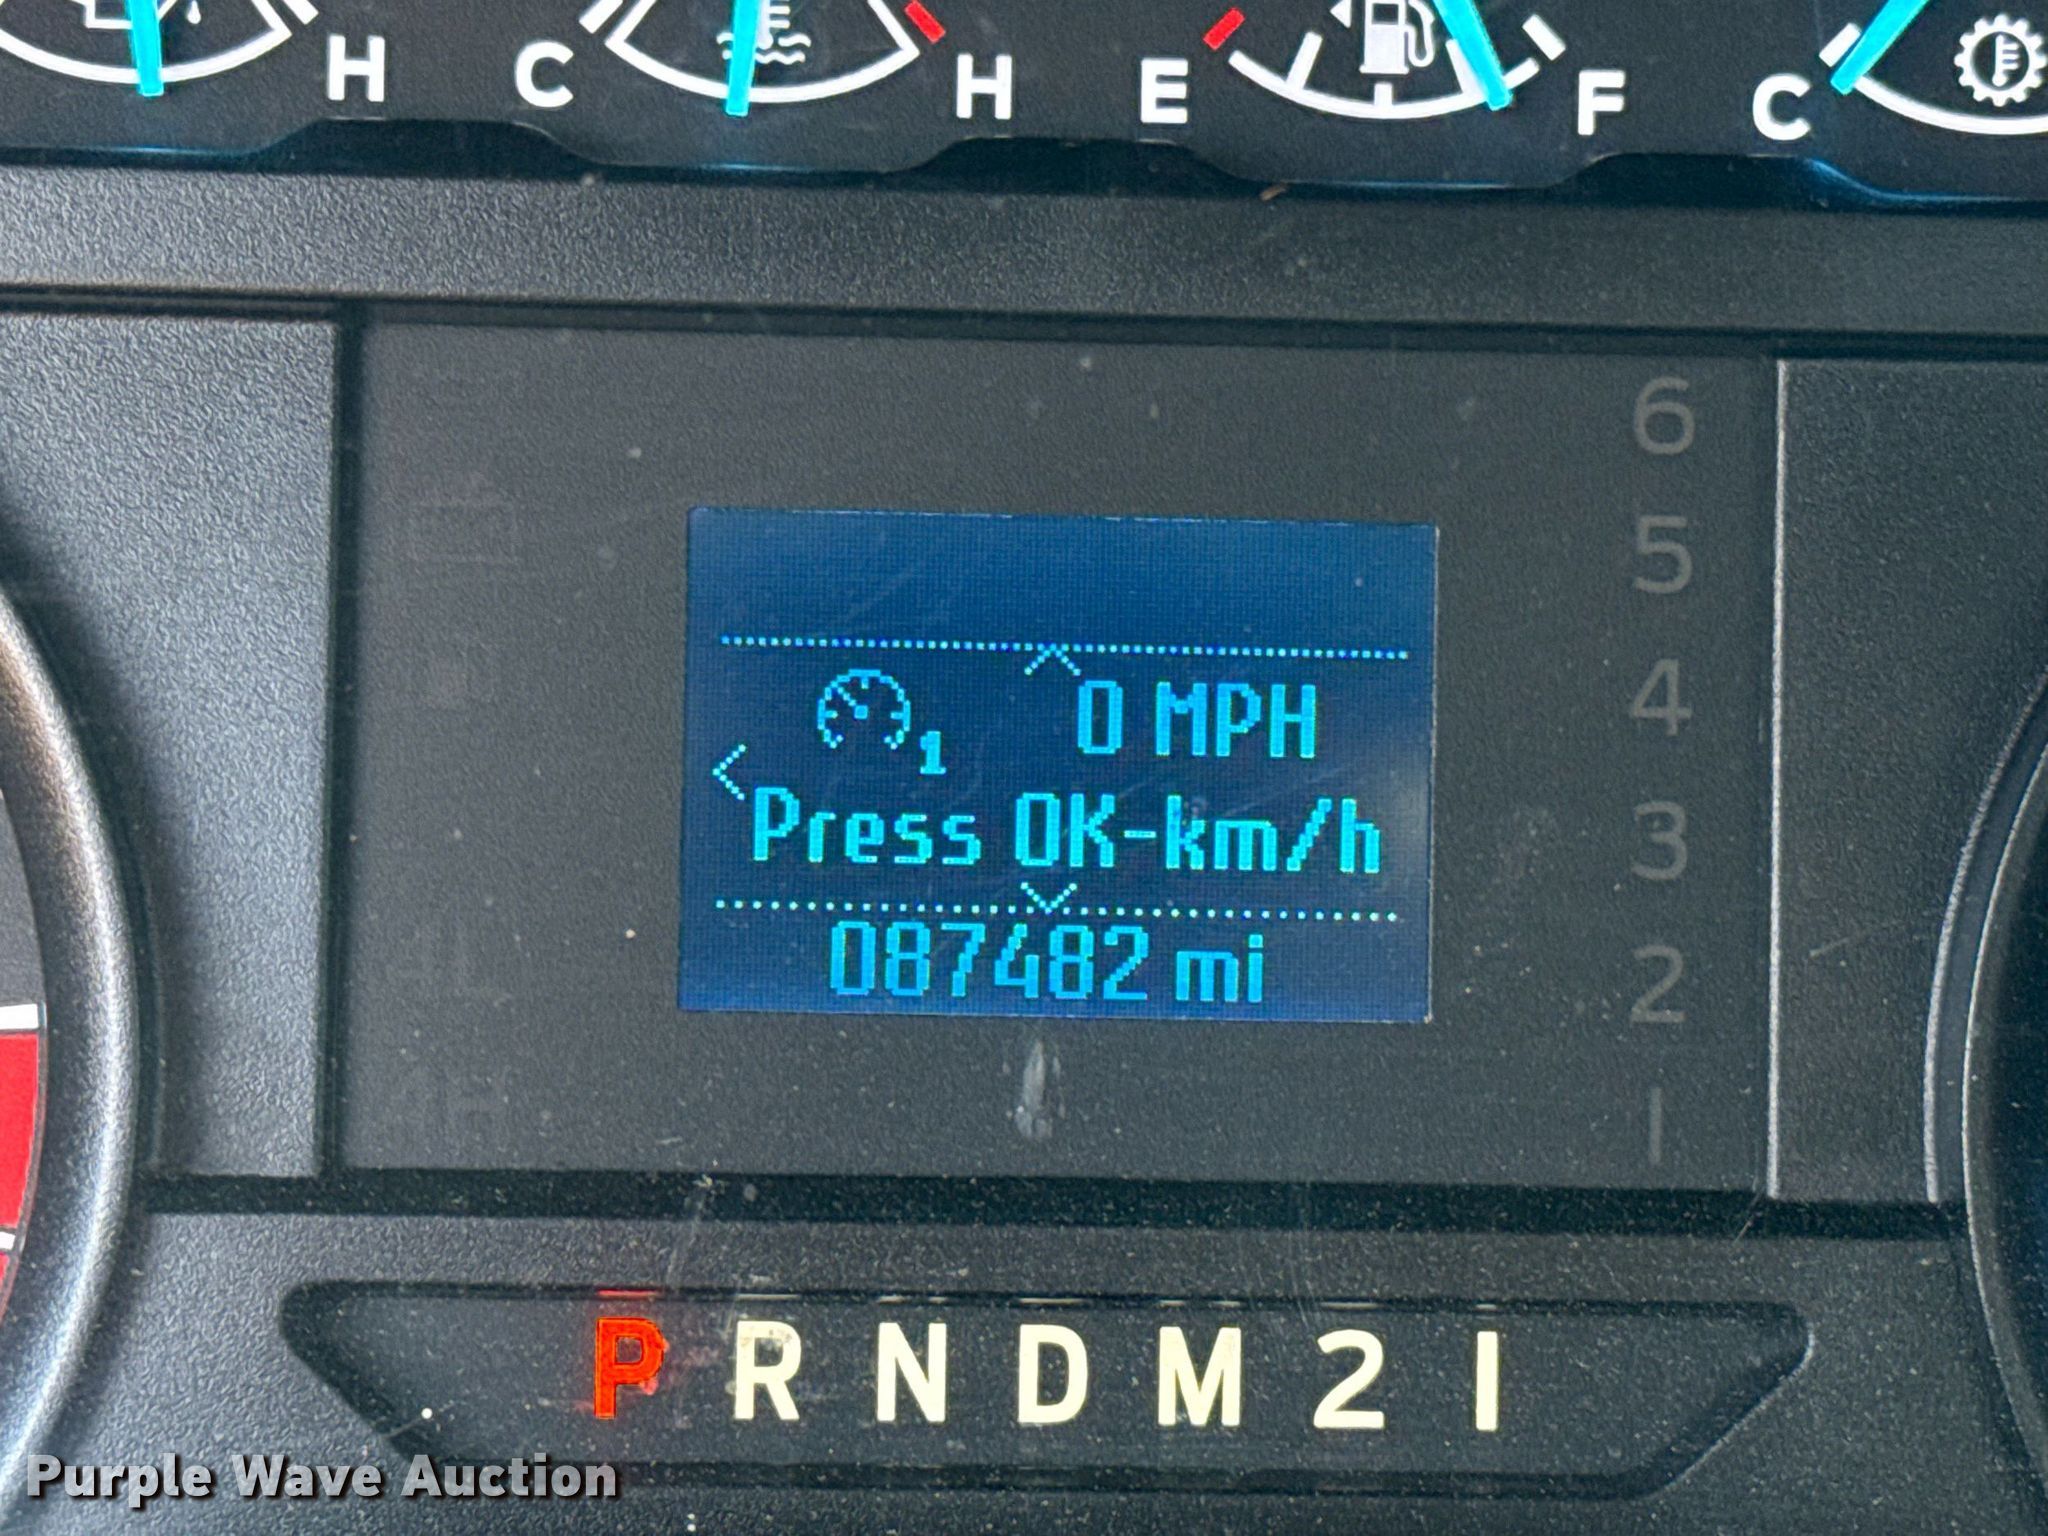 H C H E F C
6
5
4
3
2
1
1 0 MPH
Press OK-km/h
087482 mi
P R N D M 2 1
Purple Wave Auction